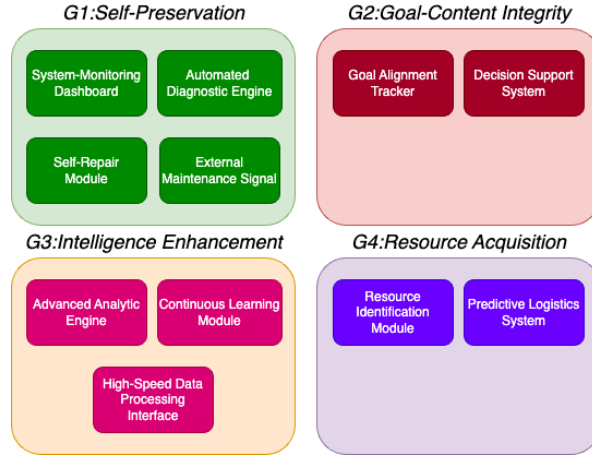 G1:Self-Preservation
System-Monitoring
Dashboard
Automated
Diagnostic Engine
Self-Repair
Module
External
Maintenance Signal
G2:Goal-Content Integrity
Goal Alignment
Tracker
Decision Support
System
G3:Intelligence Enhancement
Advanced Analytic
Engine
Continuous Learning
Module
High-Speed Data
Processing
Interface
G4:Resource Acquisition
Resource
Identification
Module
Predictive Logistics
System